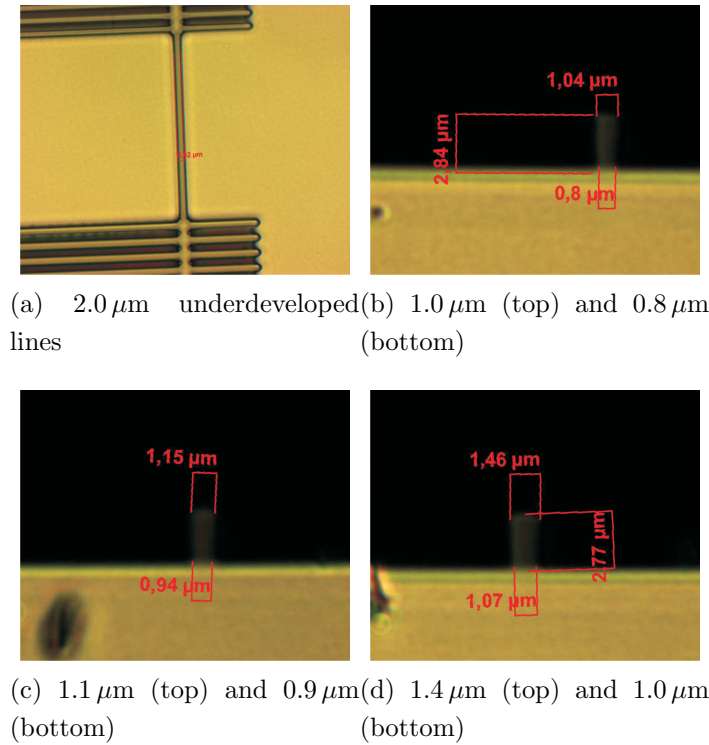 1,04 µm
2,84 µm
0,8 µm
(a) 2.0 µm underdeveloped
lines
(b) 1.0 µm (top) and 0.8 µm
(bottom)
1,15 µm
0,94 µm
1,46 µm
2,77 µm
1,07 µm
(c) 1.1 µm (top) and 0.9 µm
(bottom)
(d) 1.4 µm (top) and 1.0 µm
(bottom)